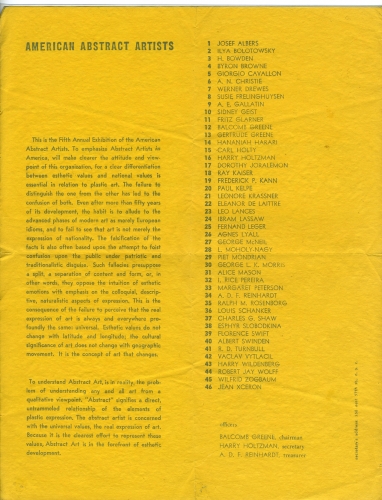 AMERICAN ABSTRACT ARTISTS
This is the Fifth Annual Exhibition of the American
Abstract Artists. To emphasise Abstract Artists in
America, will make clearer the attitude and view-
point of this organisation, for a clear differentiation
between esthetic values and national values is
essential in relation to plastic art. The failure to
distinguish the one from the other has led to the
confusion of both. Even after more than fifty years
of its development, the habit is to allude to the
advanced phases of modern art as merely European
idioms, and to fail to see that art is not merely the
expression of nationality. The falsification of the
facts is also often based upon the attempt to foist
confusion upon the public under patriotic and
traditionalistic disguise. Such fallacies presuppose
a split, a separation of content and form, or, in
other words, they oppose the intuition of esthetic
emotions with emphasis on the colloquial, descrip-
tive, naturalistic aspects of expression. This is the
consequence of the failure to perceive that the real
expression of art is always and everywhere pro-
foundly the same: universal. Esthetic values do not
change with latitude and longitude; the cultural
significance of art does not change with geographic
movement. It is the concept of art that changes.
To understand Abstract Art is in reality, the prob-
lem of understanding any and all art from a
qualitative viewpoint. "Abstract" signifies a direct,
untrammeled relationship of the elements of
plastic expression. The abstract artist is concerned
with the universal values, the real expression of art.
Because it is the clearest effort to represent these
values, Abstract Art is in the forefront of esthetic
development.
1 JOSEF ALBERS
2 ILYA BOLOTOWSKY
3 H. BOWDEN
4 BYRON BROWNE
5 GIORGIO CAVALLON
6 A. N. CHRISTIE
7 WERNER DREWES
8 SUSIE FRELINGHUYSEN
9 A. E. GALLATIN
10 SIDNEY GEIST
11 FRITZ GLARNER
12 BALCOMB GREENE
13 GERTRUDE GREENE
14 HANANIAH HARARI
15 CARL HOLTY
16 HARRY HOLTZMAN
17 DOROTHY JORALEMON
18 RAY KAISER
19 FREDERICK P. KANN
20 PAUL KELPE
21 LEONORE KRASSNER
22 ELEANOR DE LAITTRE
23 LEO LANCES
24 IBRAM LASSAW
25 FERNAND LEGER
26 AGNES LYALL
27 GEORGE McNEIL
28 L. MOHOLY-NAGY
29 PIET MONDRIAN
30 GEORGE L. K. MORRIS
31 ALICE MASON
32 I. RICE PEREIRA
33 MARGARET PETERSON
34 A. D. F. REINHARDT
35 RALPH M. ROSENBORG
36 LOUIS SCHANKER
37 CHARLES G. SHAW
38 ESPHYR SLOBODKINA
39 FLORENCE SWIFT
40 ALBERT SWINDEN
41 R. D. TURNBULL
42 VACLAV VYTLACIL
43 HARRY WILDENBERG
44 ROBERT JAY WOLFF
45 WILFRID ZOGBAUM
46 JEAN XCERON
officers:
BALCOMB GREENE, chairman
HARRY HOLTZMAN, secretary
A. D. F. REINHARDT, treasurer